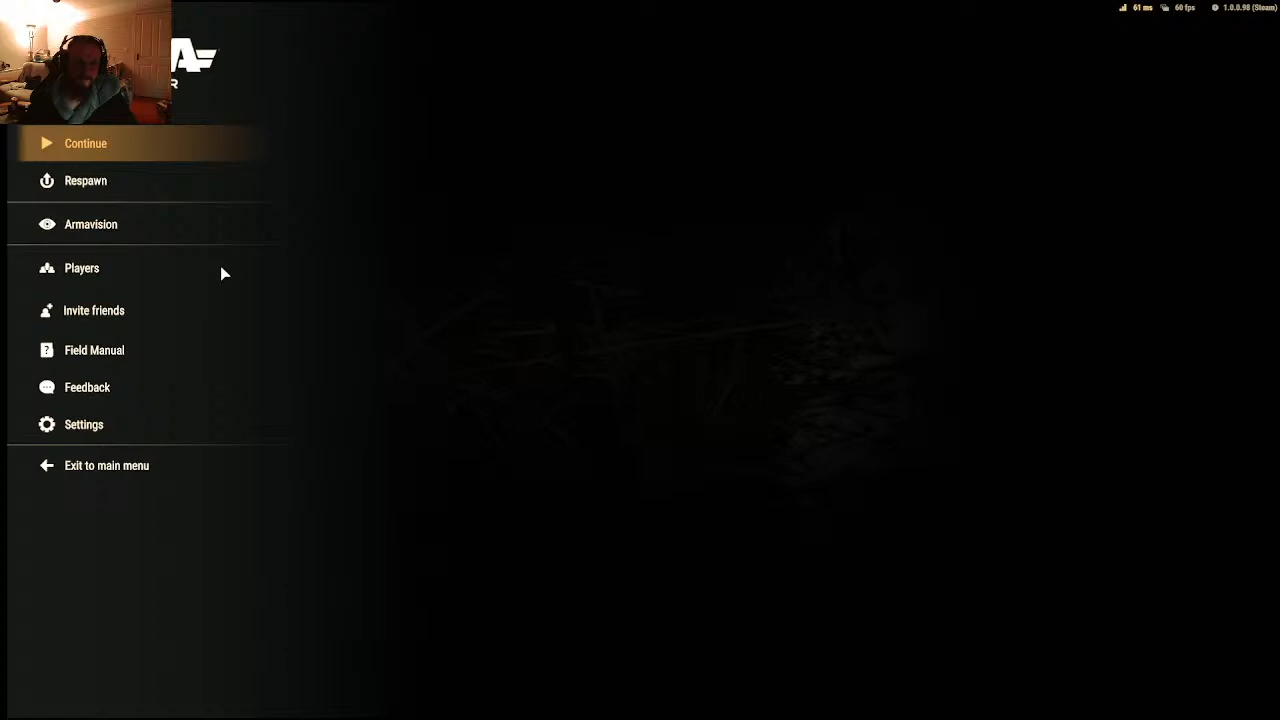 61 ms 60 fps 1.0.0.98 (Steam)
A
R
Continue
Respawn
Armavision
Players
Invite friends
? Field Manual
Feedback
Settings
Exit to main menu